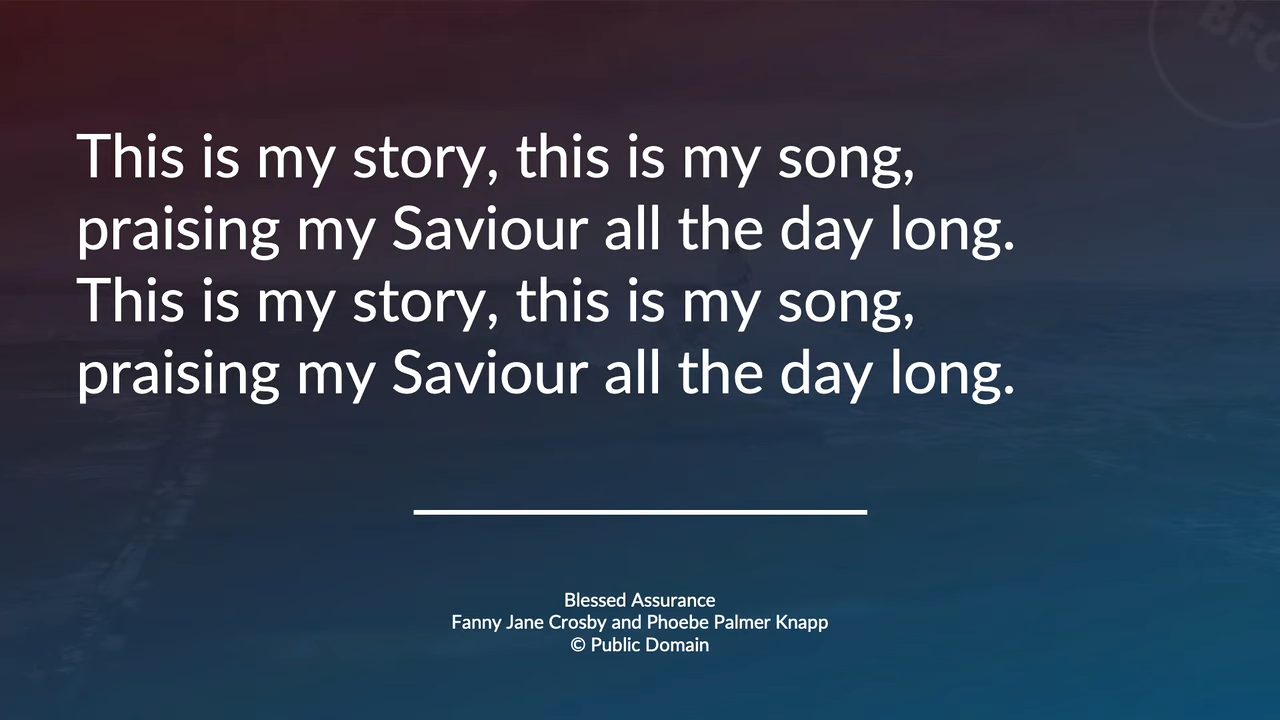 This is my story, this is my song,
praising my Saviour all the day long.
This is my story, this is my song,
praising my Saviour all the day long.
Blessed Assurance
Fanny Jane Crosby and Phoebe Palmer Knapp
© Public Domain